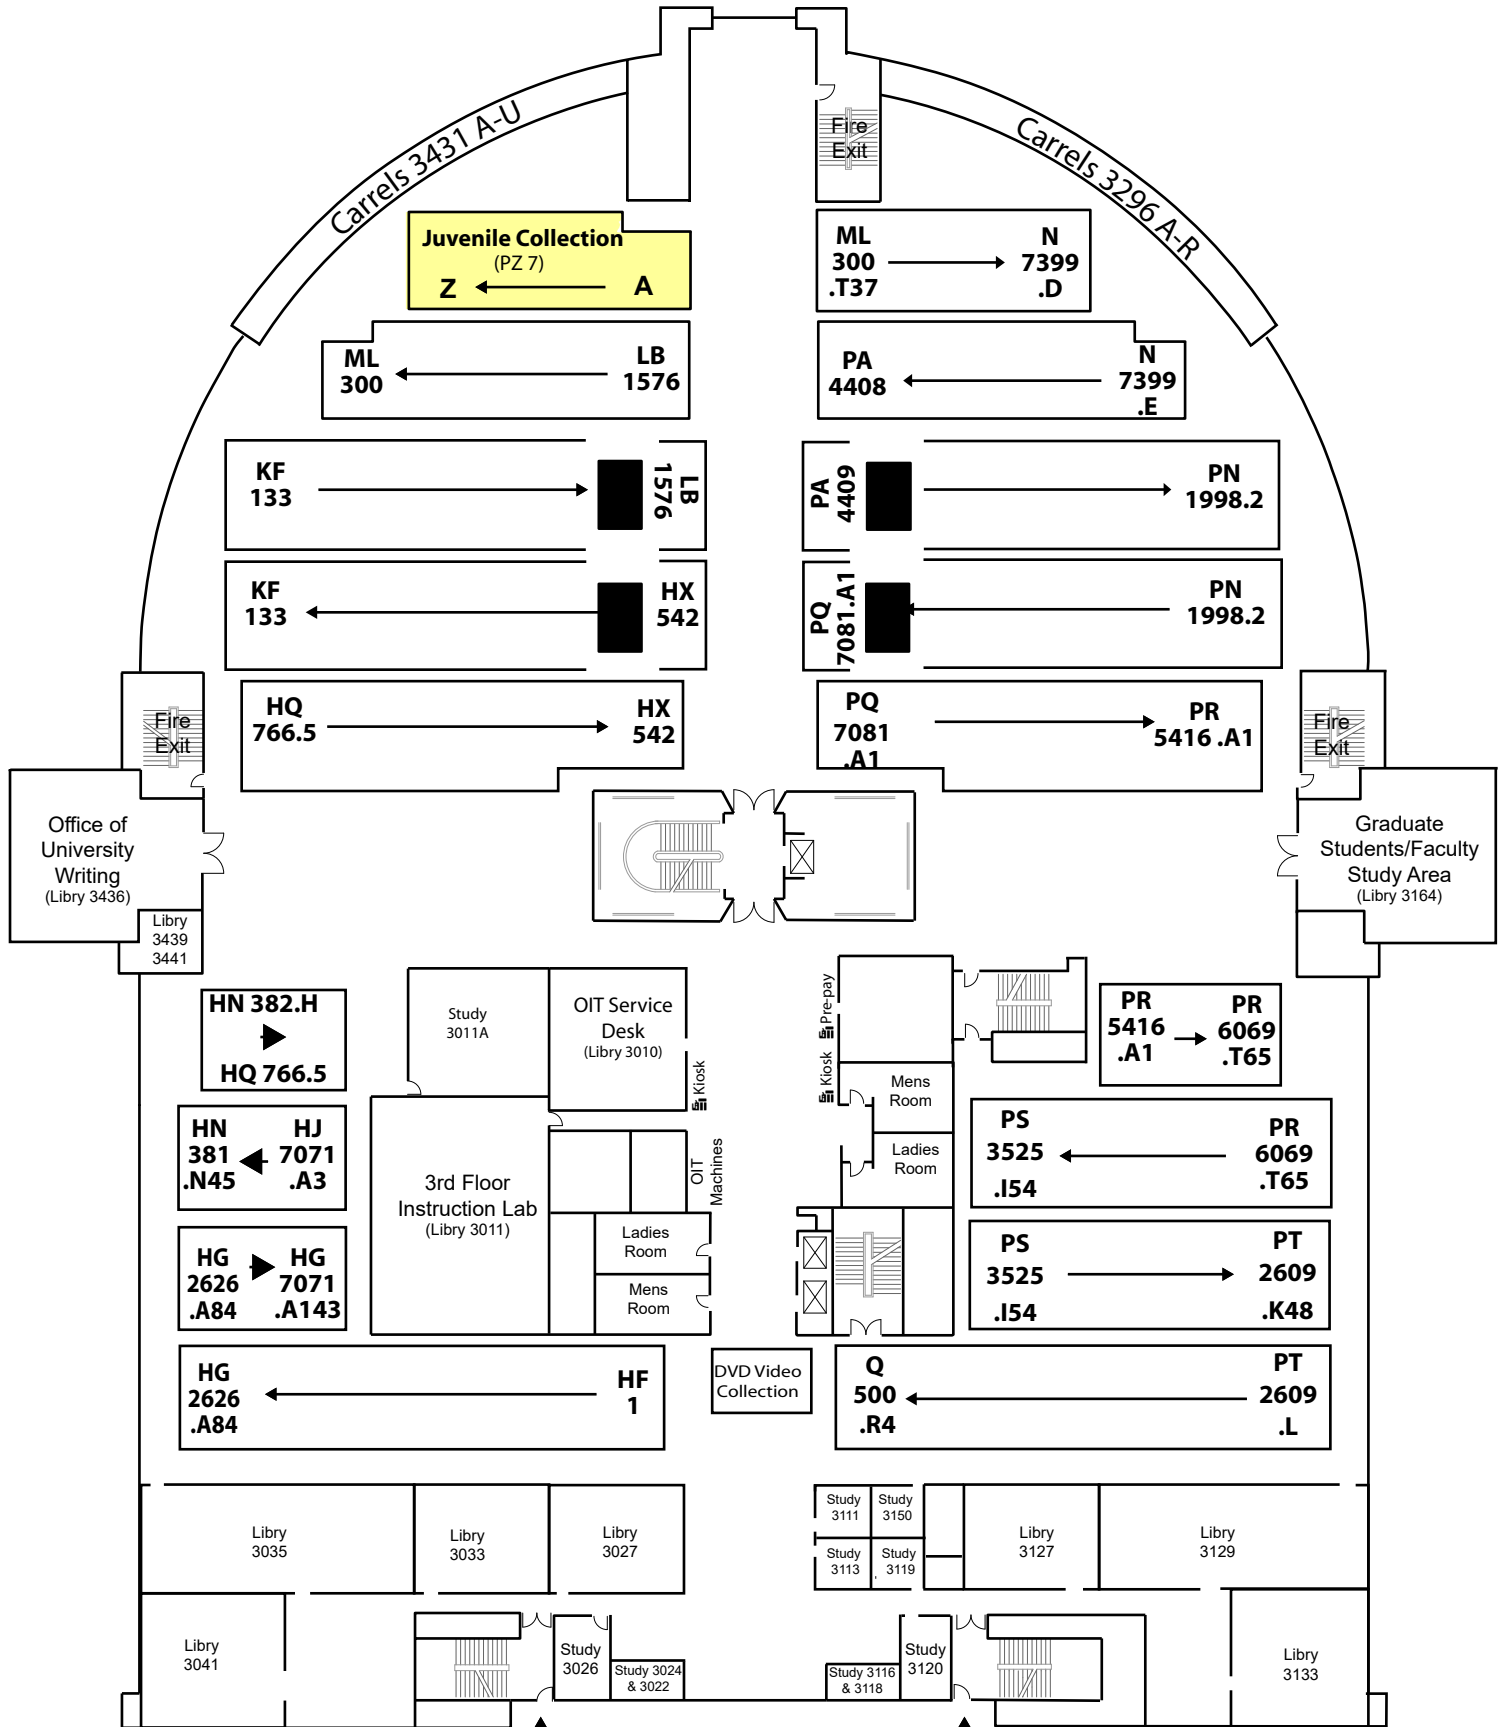 Carrels 3431 A-U
Fire
Exit
Carrels 3296 A-R
Juvenile Collection
(PZ 7)
Z
A
ML
300
.T37
N
7399
.D
ML
300
LB
1576
PA
4408
N
7399
.E
KF
133
LB
1576
PA
4409
PN
1998.2
KF
133
HX
542
PQ
7081.A1
PN
1998.2
HQ
766.5
HX
542
PQ
7081
.A1
PR
5416 .A1
Fire
Exit
Fire
Exit
Office of
University
Writing
(Libry 3436)
Libry
3439
3441
Graduate
Students/Faculty
Study Area
(Libry 3164)
HN 382.H
HQ 766.5
Study
3011A
OIT Service
Desk
(Libry 3010)
Kiosk
Pre-pay
Kiosk
Mens
Room
Ladies
Room
PR
5416
.A1
PR
6069
.T65
HN
381
.N45
HJ
7071
.A3
3rd Floor
Instruction Lab
(Libry 3011)
OIT
Machines
Ladies
Room
Mens
Room
PS
3525
.I54
PR
6069
.T65
HG
2626
.A84
HG
7071
.A143
PS
3525
.I54
PT
2609
.K48
HG
2626
.A84
HF
1
DVD Video
Collection
Q
500
.R4
PT
2609
.L
Libry
3035
Libry
3033
Libry
3027
Study
3111
Study
3150
Study
3113
Study
3119
Libry
3127
Libry
3129
Libry
3041
Study
3026
Study 3024
& 3022
Study 3116
& 3118
Study
3120
Libry
3133